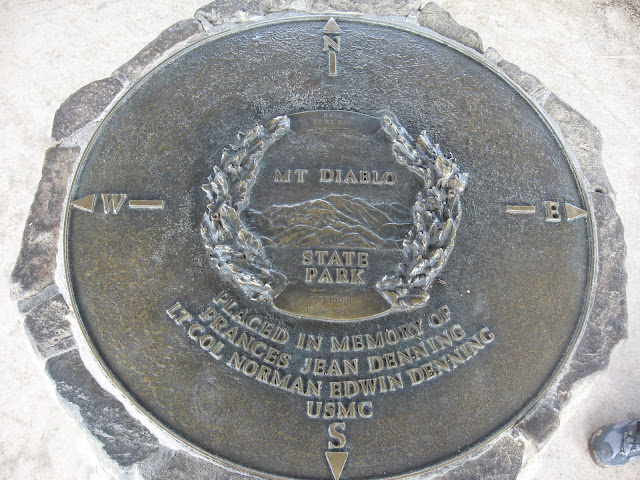 N
MT DIABLO
W E
STATE
PARK
PLACED IN MEMORY OF
FRANCES JEAN DENNING
LT COL NORMAN EDWIN DENNING
USMC
S